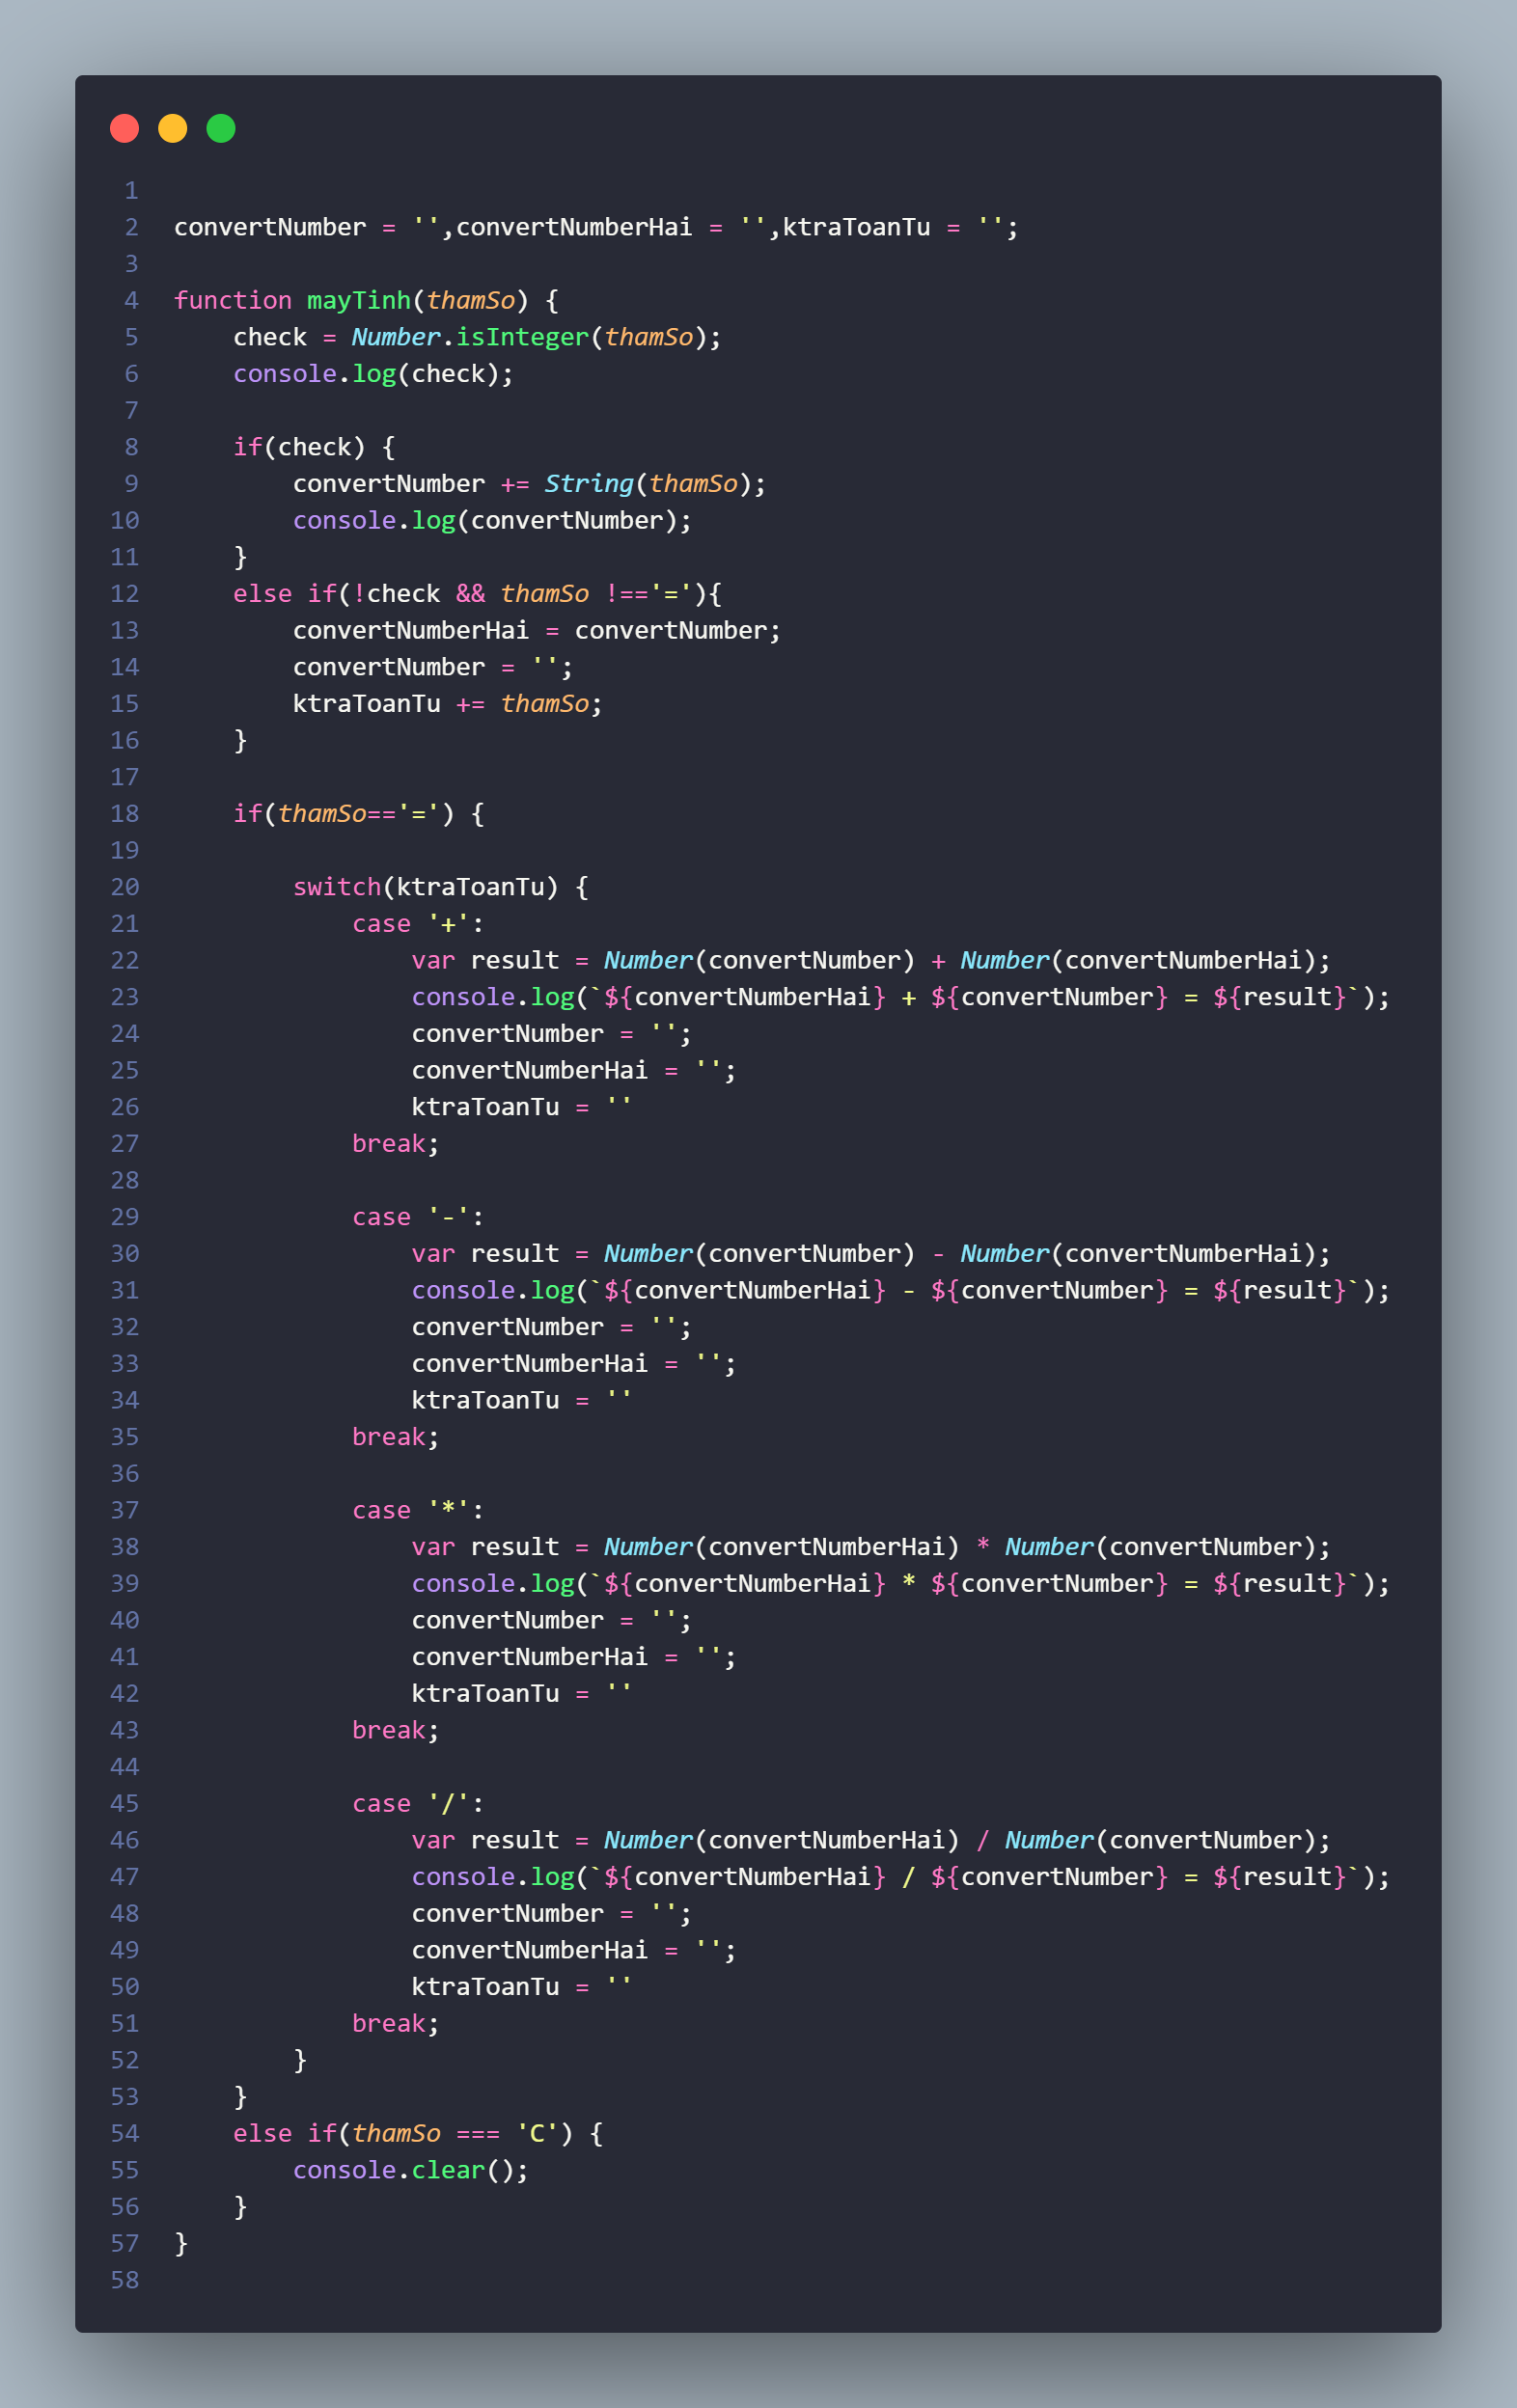 1
2 convertNumber = '',convertNumberHai = '',ktraToanTu = '';
3
4 function mayTinh(thamSo) {
5     check = Number.isInteger(thamSo);
6     console.log(check);
7
8     if(check) {
9         convertNumber += String(thamSo);
10         console.log(convertNumber);
11     }
12     else if(!check && thamSo !=='='){
13         convertNumberHai = convertNumber;
14         convertNumber = '';
15         ktraToanTu += thamSo;
16     }
17
18     if(thamSo=='=') {
19
20         switch(ktraToanTu) {
21             case '+':
22                 var result = Number(convertNumber) + Number(convertNumberHai);
23                 console.log(`${convertNumberHai} + ${convertNumber} = ${result}`);
24                 convertNumber = '';
25                 convertNumberHai = '';
26                 ktraToanTu = ''
27             break;
28
29             case '-':
30                 var result = Number(convertNumber) - Number(convertNumberHai);
31                 console.log(`${convertNumberHai} - ${convertNumber} = ${result}`);
32                 convertNumber = '';
33                 convertNumberHai = '';
34                 ktraToanTu = ''
35             break;
36
37             case '*':
38                 var result = Number(convertNumberHai) * Number(convertNumber);
39                 console.log(`${convertNumberHai} * ${convertNumber} = ${result}`);
40                 convertNumber = '';
41                 convertNumberHai = '';
42                 ktraToanTu = ''
43             break;
44
45             case '/':
46                 var result = Number(convertNumberHai) / Number(convertNumber);
47                 console.log(`${convertNumberHai} / ${convertNumber} = ${result}`);
48                 convertNumber = '';
49                 convertNumberHai = '';
50                 ktraToanTu = ''
51             break;
52         }
53     }
54     else if(thamSo === 'C') {
55         console.clear();
56     }
57 }
58